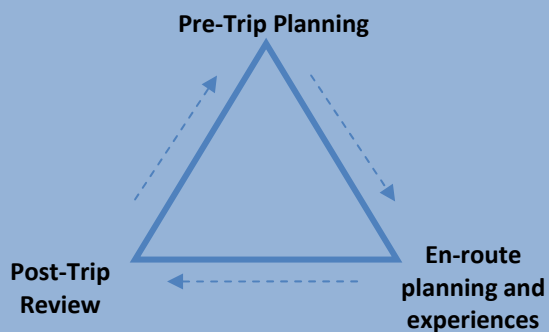 Pre-Trip Planning
Post-Trip
Review
En-route
planning and
experiences